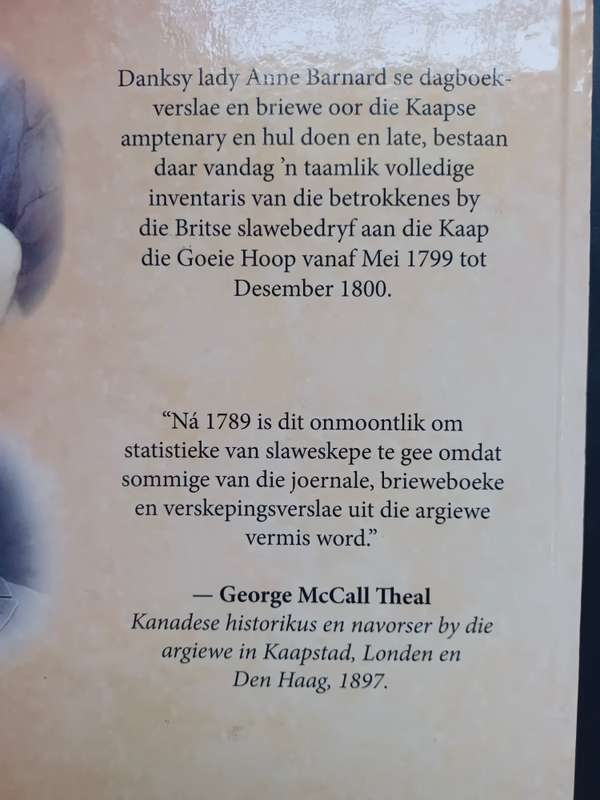 Danksy lady Anne Barnard se dagboek-
verslae en briewe oor die Kaapse
amptenary en hul doen en late, bestaan
daar vandag 'n taamlik volledige
inventaris van die betrokkenes by
die Britse slawebedryf aan die Kaap
die Goeie Hoop vanaf Mei 1799 tot
Desember 1800.
“Ná 1789 is dit onmoontlik om
statistieke van slaweskepe te gee omdat
sommige van die joernale, brieweboeke
en verskepingsverslae uit die argiewe
vermis word.”
— George McCall Theal
Kanadese historikus en navorser by die
argiewe in Kaapstad, Londen en
Den Haag, 1897.